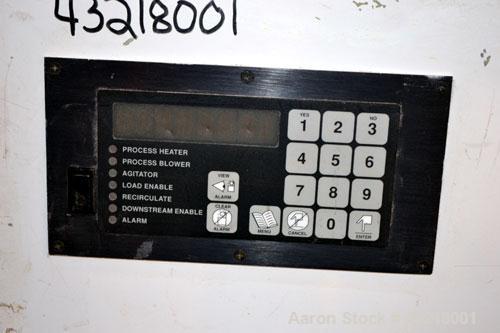 43218001
YES
1
2
NO
3
PROCESS HEATER
PROCESS BLOWER
AGITATOR
LOAD ENABLE
RECIRCULATE
DOWNSTREAM ENABLE
ALARM
VIEW
ALARM
CLEAR
ALARM
4
5
6
7
8
9
MENU
CANCEL
0
ENTER
Aaron Stock #43218001